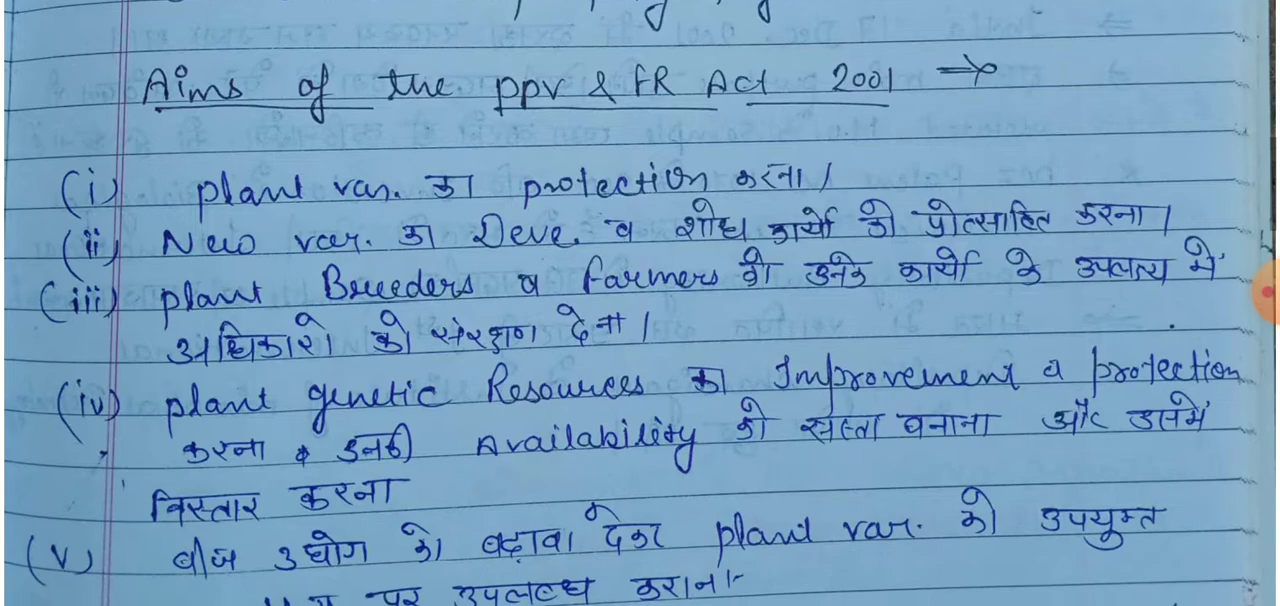 Aims of the ppv & FR Act 2001 →
(i) plant var. का protection करना।
(ii) New var. का Deve. व शोध कार्यो को प्रोत्साहित करना।
(iii) plant Breeders व farmers को उनके कार्यो के उपलक्ष्य मे
अधिकारो को संरक्षण देना।
(iv) plant genetic Resources का Improvement व protection
करना व उनकी Availability को सस्ता बनाना और उसमें
विस्तार करना
(v) बीज उधोग को बढ़ावा देकर plant var. को उपयुक्त
पर उपलब्ध कराना।-